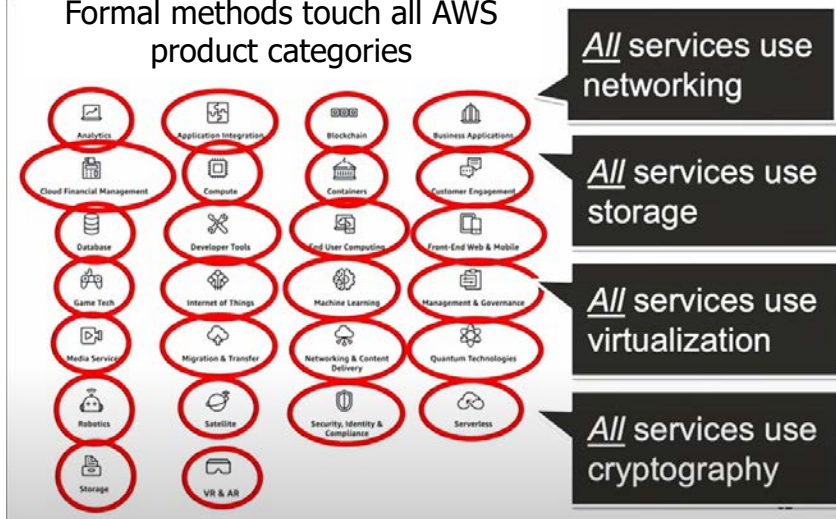 Formal methods touch all AWS
product categories
Analytics
Application Integration
Blockchain
Business Applications
Cloud Financial Management
Compute
Containers
Customer Engagement
Database
Developer Tools
End User Computing
Front-End Web & Mobile
Game Tech
Internet of Things
Machine Learning
Management & Governance
Media Services
Migration & Transfer
Networking & Content
Delivery
Quantum Technologies
Robotics
Satellite
Security, Identity &
Compliance
Serverless
Storage
VR & AR
All services use
networking
All services use
storage
All services use
virtualization
All services use
cryptography